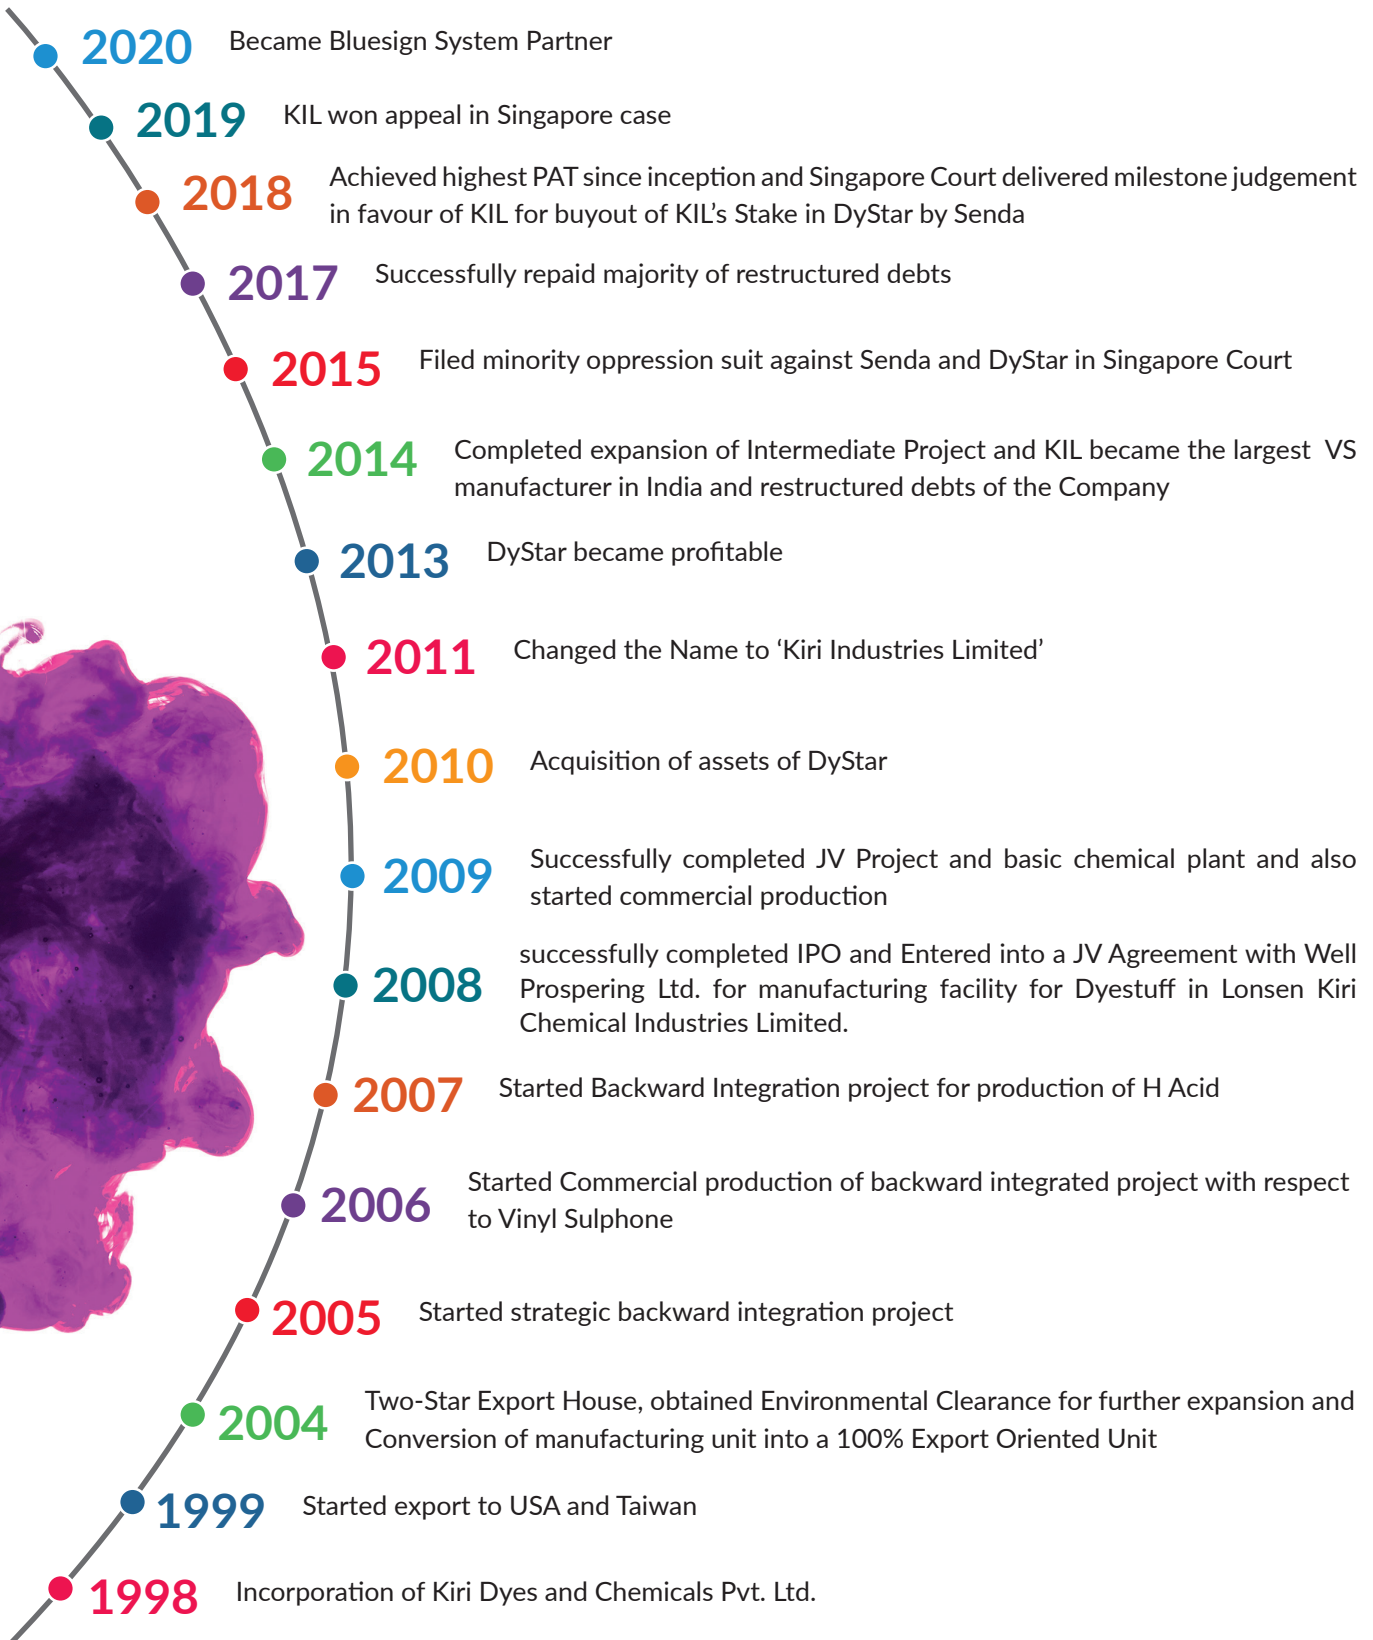 2020 Became Bluesign System Partner
2019 KIL won appeal in Singapore case
2018 Achieved highest PAT since inception and Singapore Court delivered milestone judgement
in favour of KIL for buyout of KIL’s Stake in DyStar by Senda
2017 Successfully repaid majority of restructured debts
2015 Filed minority oppression suit against Senda and DyStar in Singapore Court
2014 Completed expansion of Intermediate Project and KIL became the largest VS
manufacturer in India and restructured debts of the Company
2013 DyStar became profitable
2011 Changed the Name to ‘Kiri Industries Limited’
2010 Acquisition of assets of DyStar
2009 Successfully completed JV Project and basic chemical plant and also
started commercial production
2008 successfully completed IPO and Entered into a JV Agreement with Well
Prospering Ltd. for manufacturing facility for Dyestuff in Lonsen Kiri
Chemical Industries Limited.
2007 Started Backward Integration project for production of H Acid
2006 Started Commercial production of backward integrated project with respect
to Vinyl Sulphone
2005 Started strategic backward integration project
2004 Two-Star Export House, obtained Environmental Clearance for further expansion and
Conversion of manufacturing unit into a 100% Export Oriented Unit
1999 Started export to USA and Taiwan
1998 Incorporation of Kiri Dyes and Chemicals Pvt. Ltd.